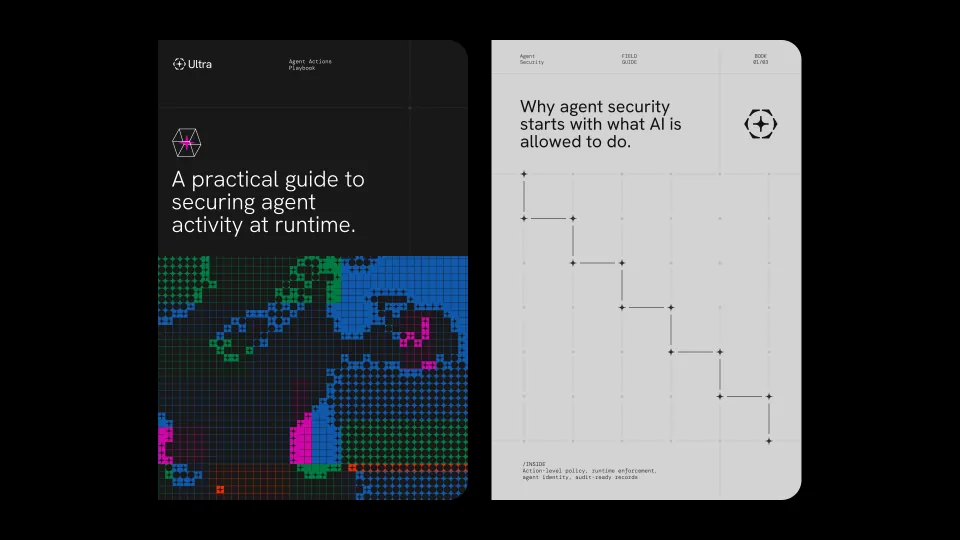 Ultra
Agent Actions
Playbook
A practical guide to
securing agent
activity at runtime.
Agent
Security
FIELD
GUIDE
BOOK
01/03
Why agent security
starts with what AI is
allowed to do.
/INSIDE
Action-level policy, runtime enforcement,
agent identity, audit-ready records